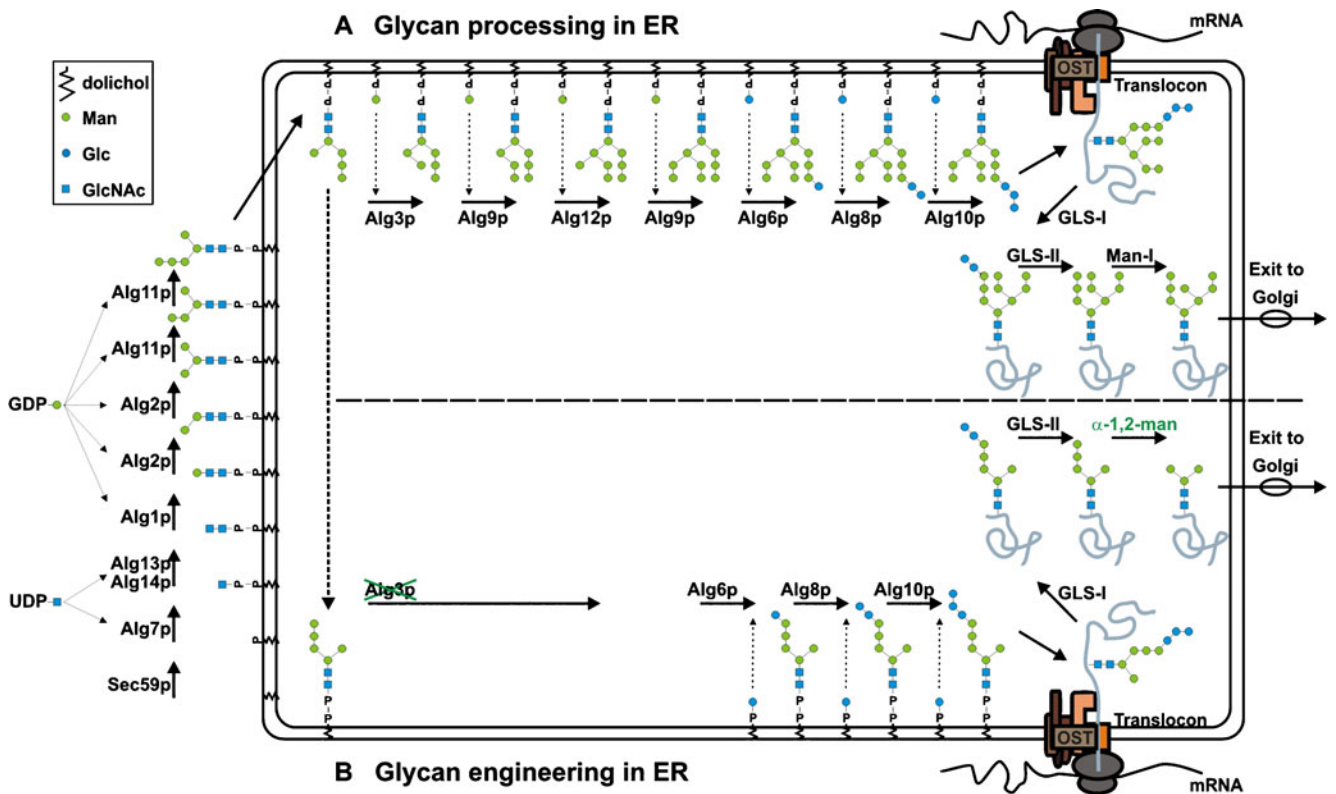 A Glycan processing in ER
mRNA
OST
Translocon
dolichol
Man
Glc
GlcNAc
P P P P P P P P
P P P P P P P P P P P P P P P
Alg3p Alg9p Alg12p Alg9p Alg6p Alg8p Alg10p
GLS-I
P P
Alg11p
P P
Alg11p
P P
GDP
Alg2p
P P
Alg2p
P P
Alg1p
P P
Alg13p
Alg14p
P P
UDP
Alg7p
P
Sec59p
GLS-II Man-I
Exit to
Golgi
GLS-II α-1,2-man
Exit to
Golgi
Alg3p Alg6p Alg8p Alg10p
GLS-I
P P P
P P P P P P
Translocon
OST
B Glycan engineering in ER
mRNA